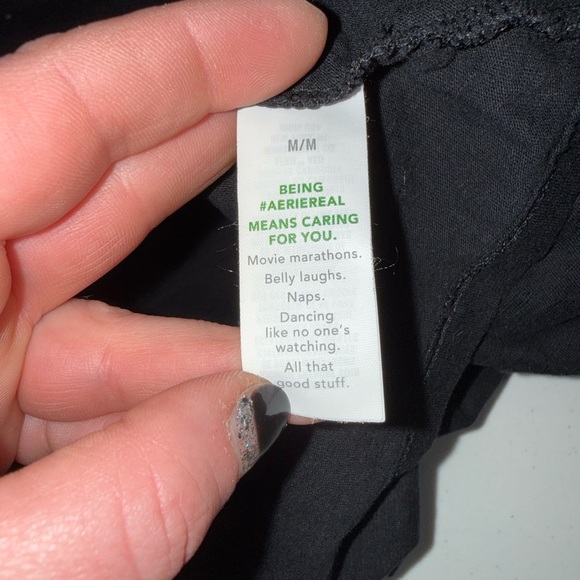 M/M
BEING
#AERIEREAL
MEANS CARING
FOR YOU.
Movie marathons.
Belly laughs.
Naps.
Dancing
like no one's
watching.
All that
good stuff.